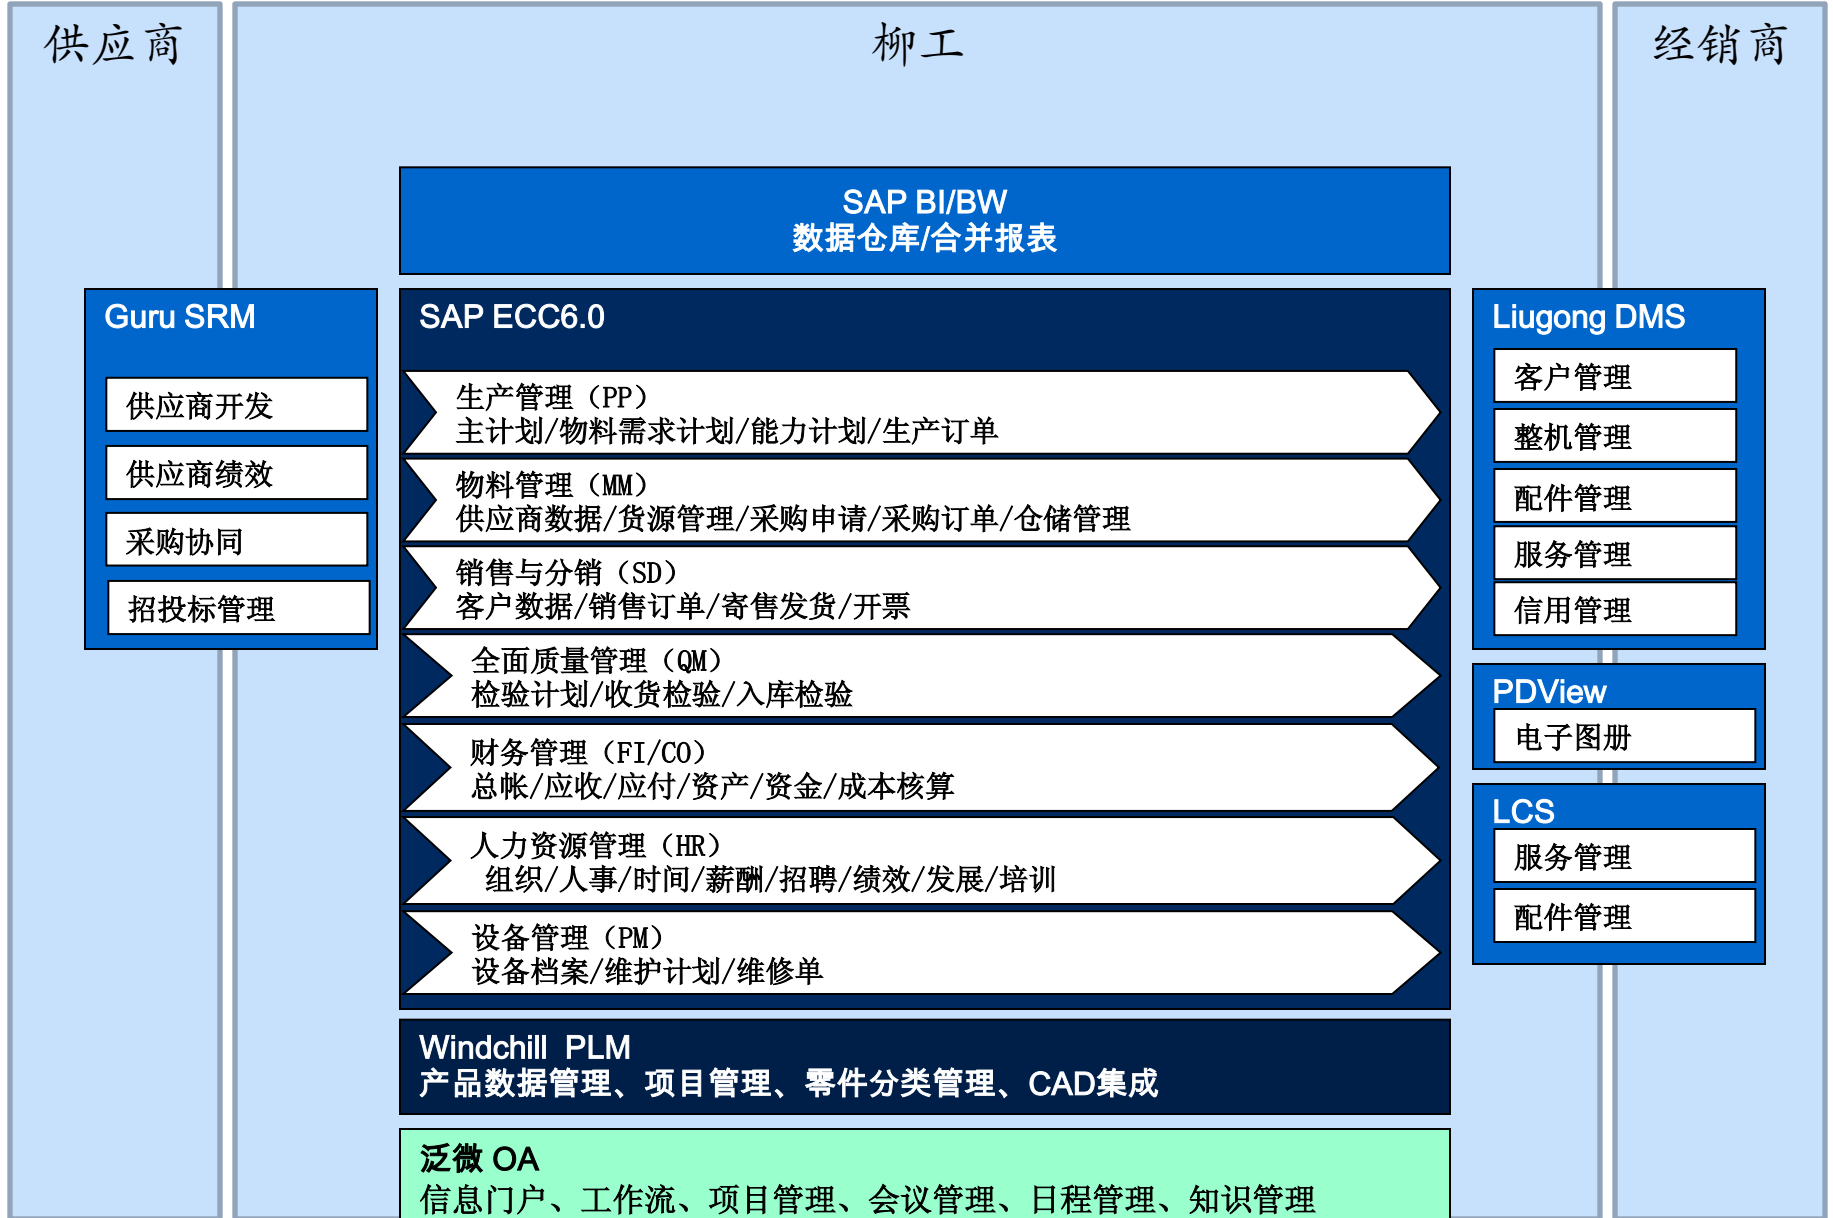 供应商
柳工
经销商
SAP BI/BW
数据仓库/合并报表
Guru SRM
供应商开发
供应商绩效
采购协同
招投标管理
SAP ECC6.0
生产管理（PP）
主计划/物料需求计划/能力计划/生产订单
物料管理（MM）
供应商数据/货源管理/采购申请/采购订单/仓储管理
销售与分销（SD）
客户数据/销售订单/寄售发货/开票
全面质量管理（QM）
检验计划/收货检验/入库检验
财务管理（FI/CO）
总帐/应收/应付/资产/资金/成本核算
人力资源管理（HR）
组织/人事/时间/薪酬/招聘/绩效/发展/培训
设备管理（PM）
设备档案/维护计划/维修单
Liugong DMS
客户管理
整机管理
配件管理
服务管理
信用管理
PDView
电子图册
LCS
服务管理
配件管理
Windchill PLM
产品数据管理、项目管理、零件分类管理、CAD集成
泛微 OA
信息门户、工作流、项目管理、会议管理、日程管理、知识管理